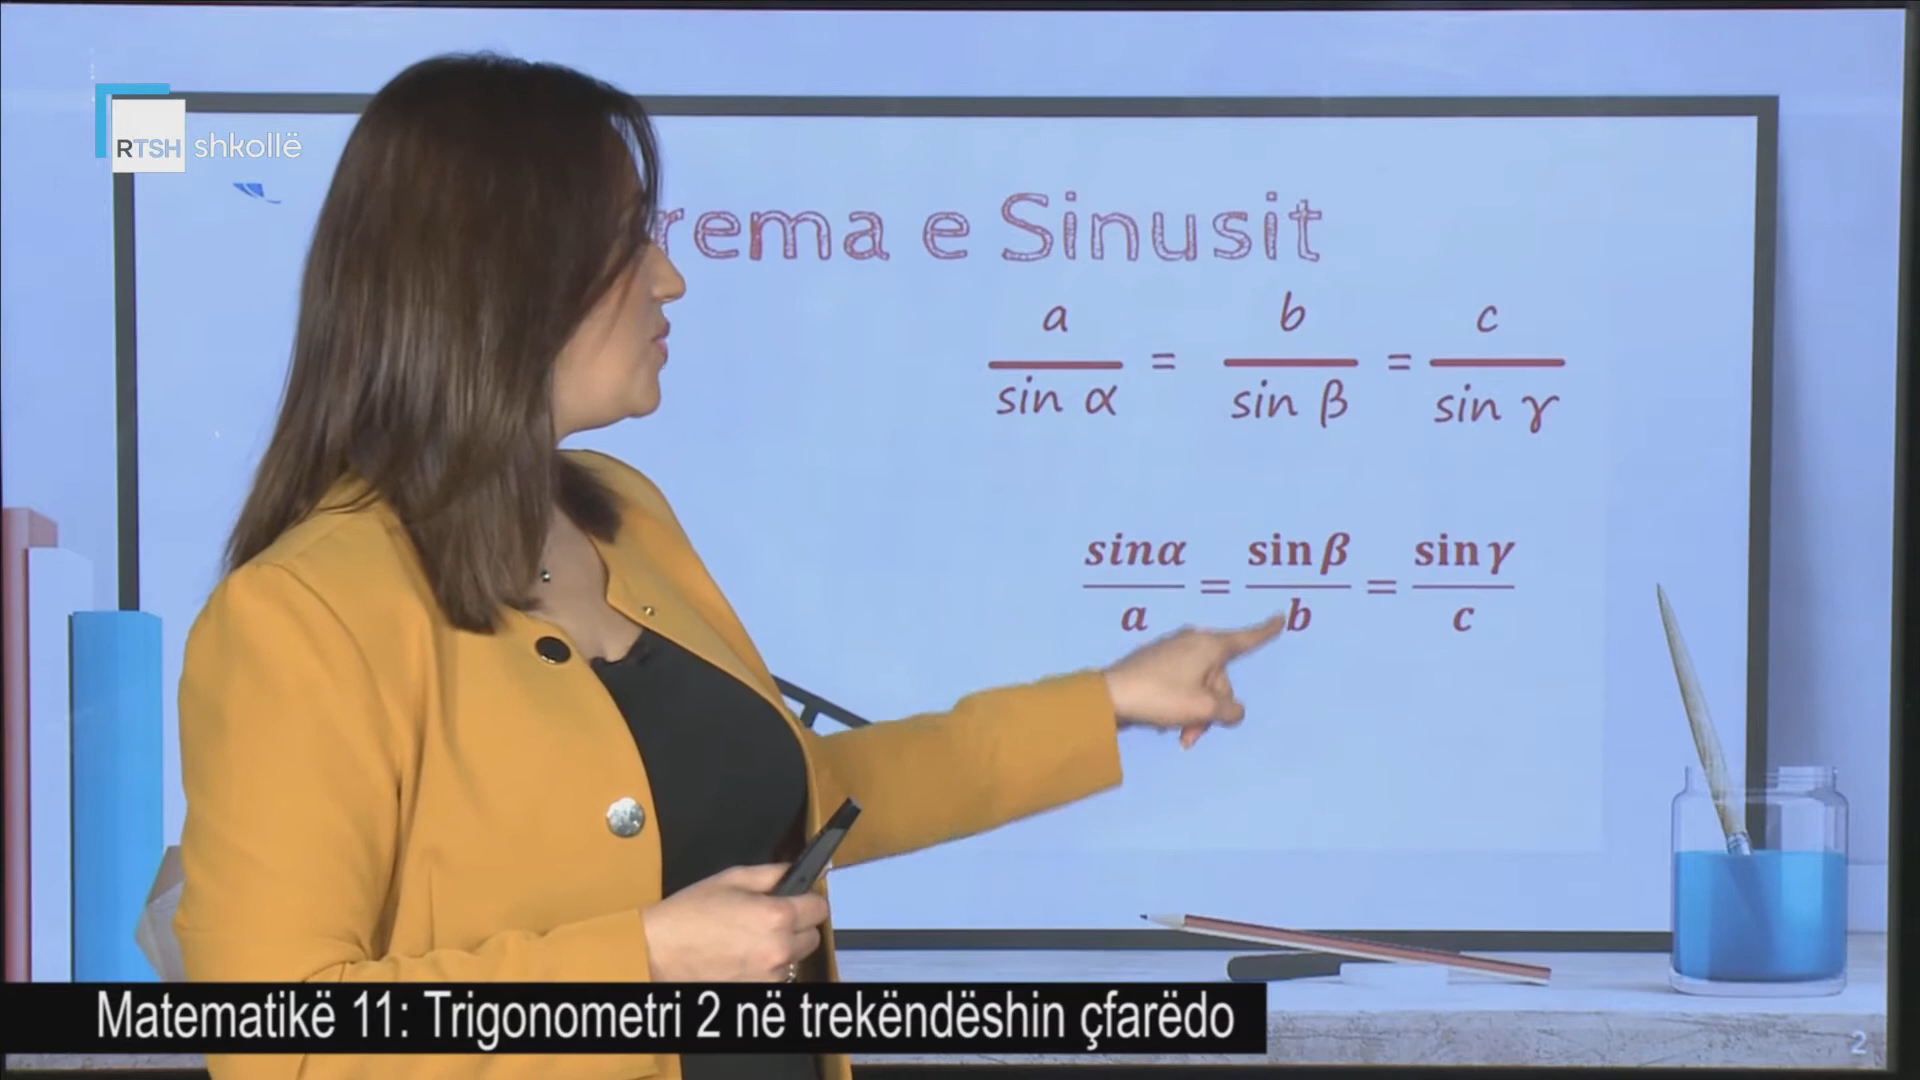 RTSH shkollë
rema e Sinusit
a / sin α = b / sin β = c / sin γ
sinα / a = sin β / b = sin γ / c
Matematikë 11: Trigonometri 2 në trekëndëshin çfarëdo
2